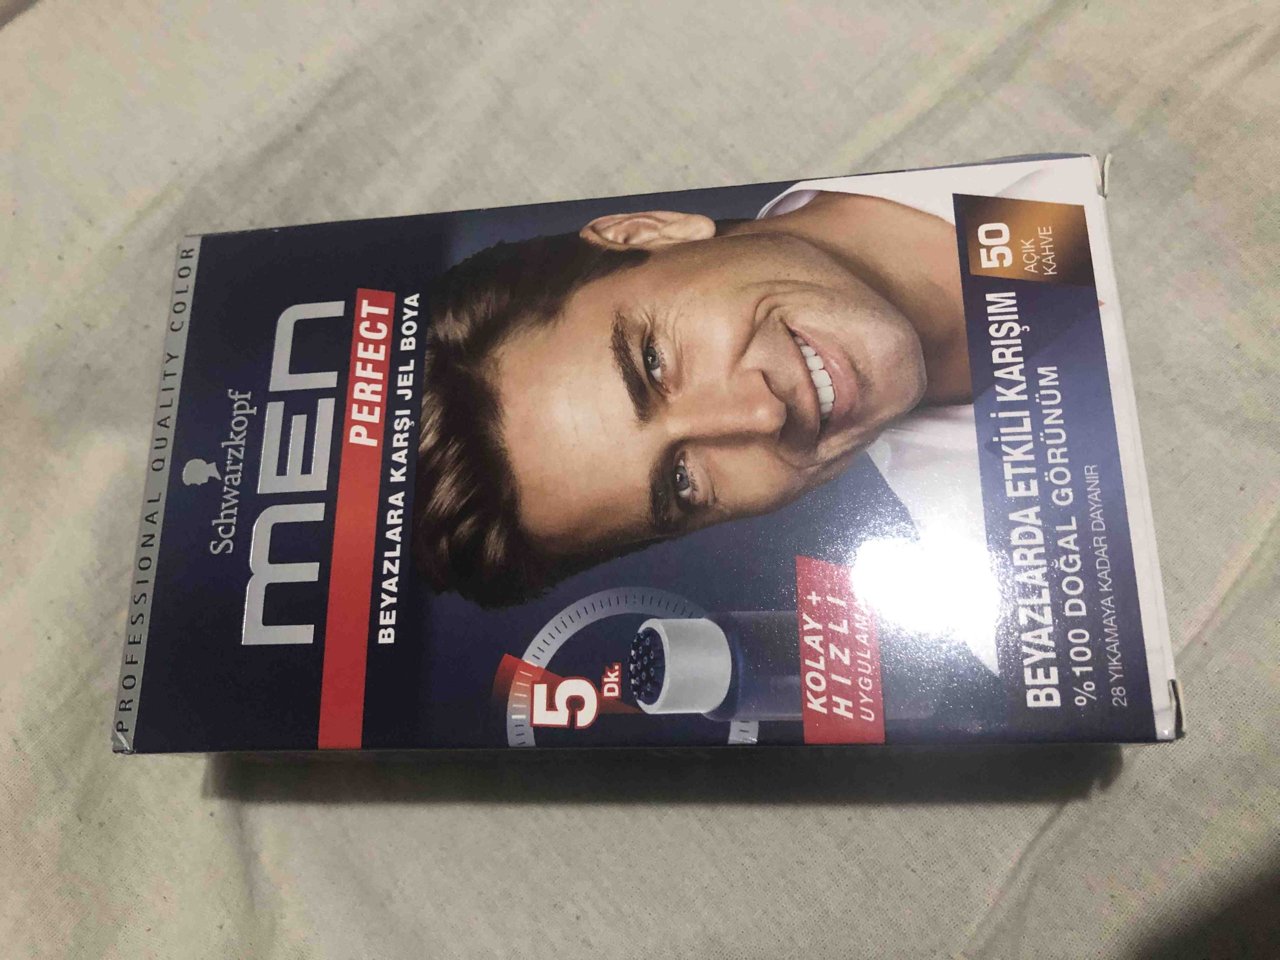 PROFESSIONAL QUALITY COLOR
Schwarzkopf
MEN
PERFECT
BEYAZLARA KARŞI JEL BOYA
5
Dk.
KOLAY +
HIZLI
UYGULAMA
50
AÇIK
KAHVE
BEYAZLARDA ETKİLİ KARIŞIM
%100 DOĞAL GÖRÜNÜM
28 YIKAMAYA KADAR DAYANIR